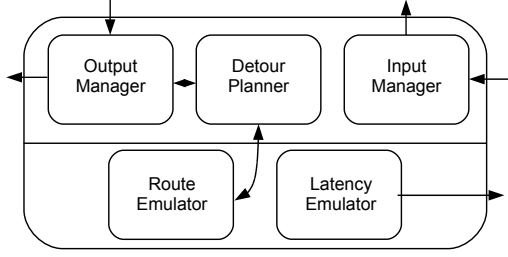 Output
Manager
Detour
Planner
Input
Manager
Route
Emulator
Latency
Emulator